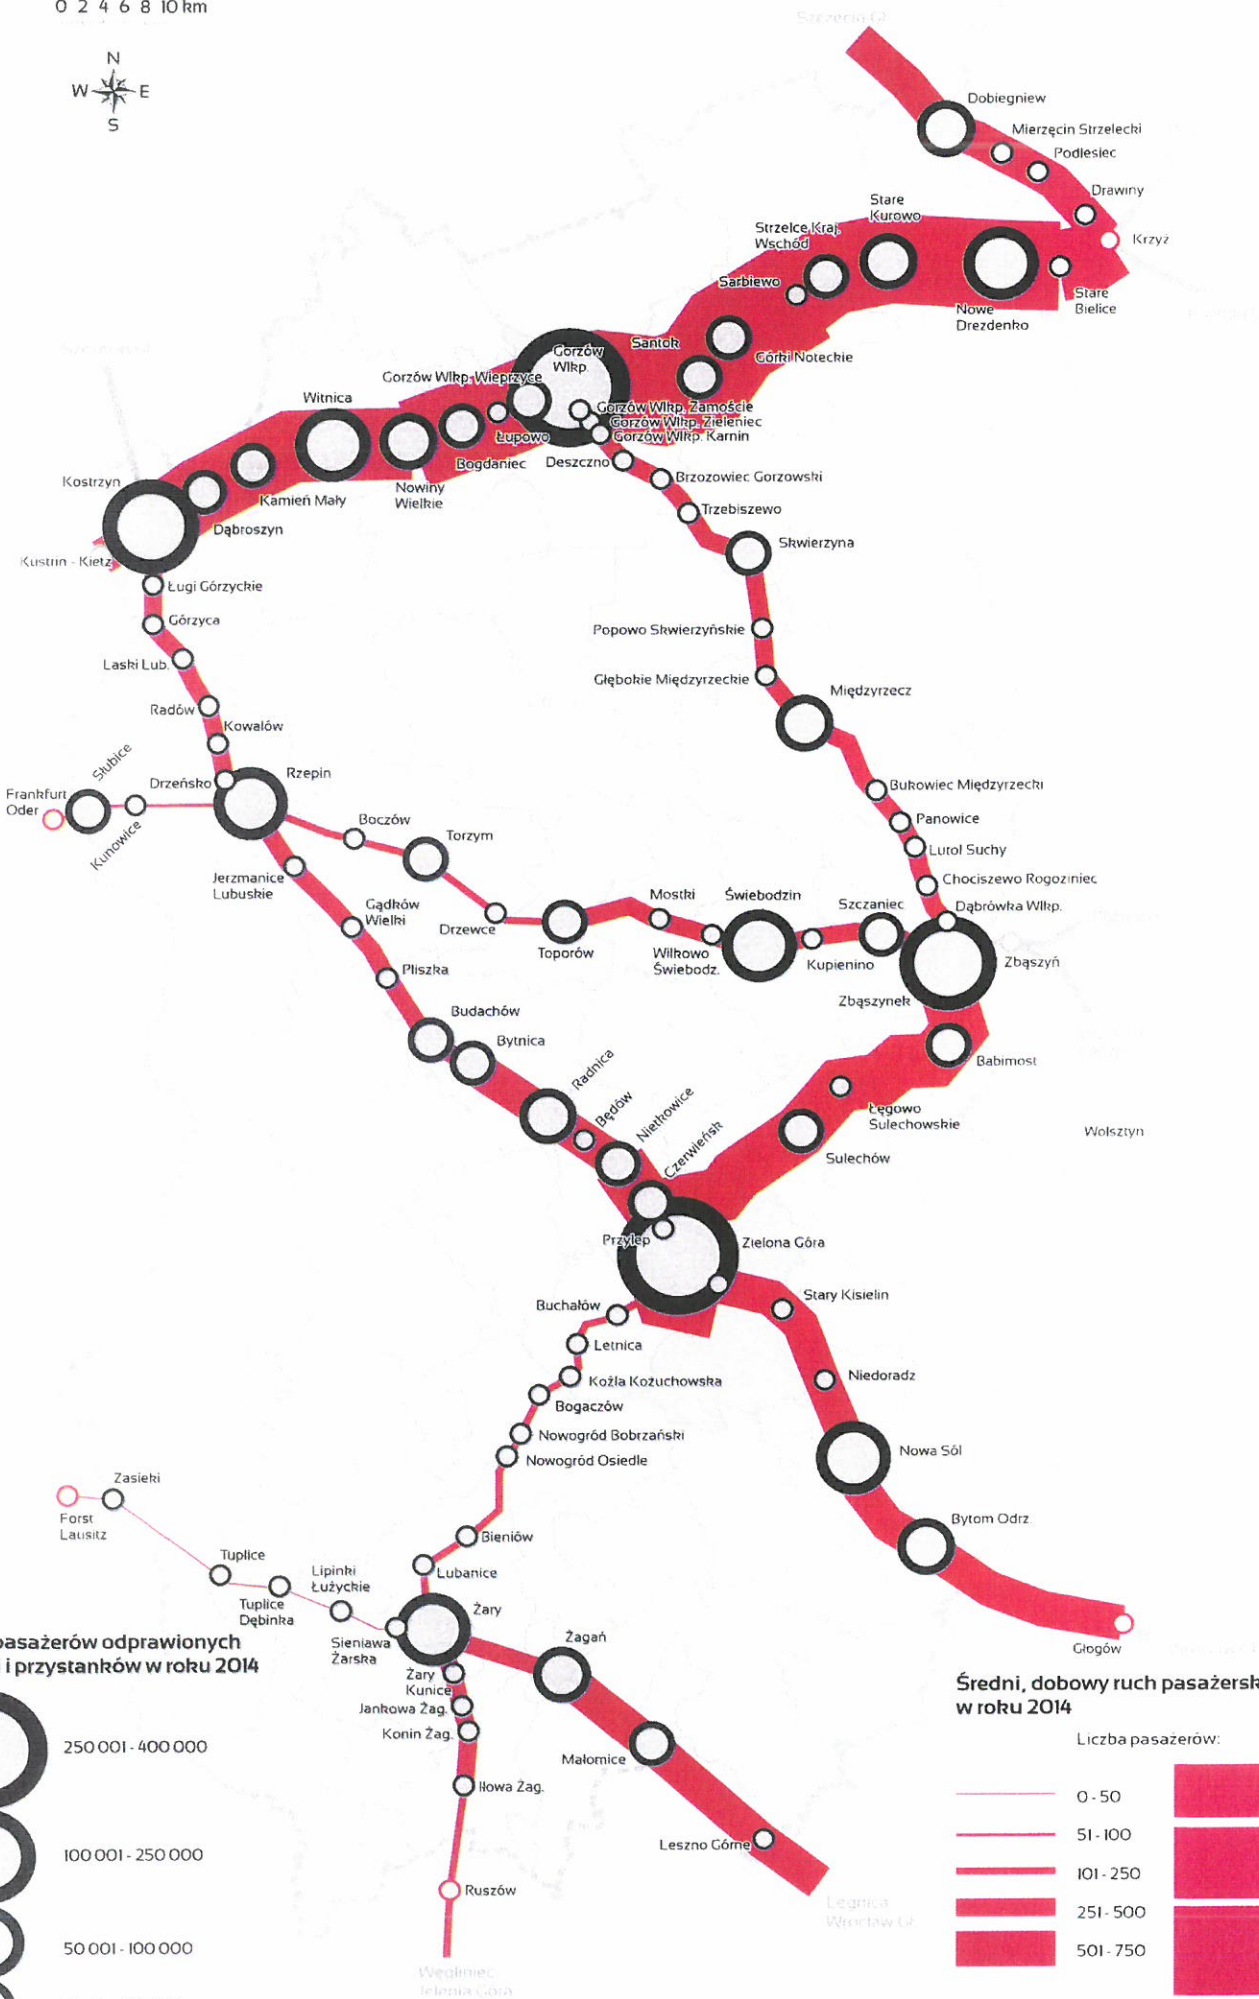 0 2 4 6 8 10 km
N
W E
S
Szczecin Gł.
Dobiegniew
Mierzęcin Strzelecki
Podlesiec
Drawiny
Krzyż
Stare
Kurowo
Strzelce Kraj.
Wschód
Sarbiewo
Stare
Bielice
Nowe
Drezdenko
Santok
Górki Noteckie
Gorzów
Wlkp.
Gorzów Wlkp. Wieprzyce
Witnica
Gorzów Wlkp. Zamoście
Gorzów Wlkp. Zieleniec
Gorzów Wlkp. Karnin
Łupowo
Bogdaniec
Deszczno
Brzozowiec Gorzowski
Kostrzyn
Kamień Mały
Nowiny
Wielkie
Trzebiszewo
Dąbroszyn
Skwierzyna
Kustrin - Kietz
Ługi Górzyckie
Górzyca
Popowo Skwierzyńskie
Laski Lub.
Głębokie Międzyrzeckie
Międzyrzecz
Radów
Kowalów
Słubice
Drzeńsko
Rzepin
Bukowiec Międzyrzecki
Frankfurt
Oder
Kunowice
Boczów
Panowice
Torzym
Lutol Suchy
Jerzmanice
Lubuskie
Chociszewo Rogoziniec
Gądków
Wielki
Mostki
Świebodzin
Szczaniec
Dąbrówka Wlkp.
Drzewce
Toporów
Wilkowo
Świebodz.
Kupienino
Zbąszyń
Pliszka
Zbąszynek
Budachów
Bytnica
Babimost
Radnica
Będów
Nietkowice
Czerwieńsk
Łęgowo
Sulechowskie
Wolsztyn
Sulechów
Przylep
Zielona Góra
Buchałów
Stary Kisielin
Letnica
Koźla Kożuchowska
Niedoradz
Bogaczów
Nowogród Bobrzański
Nowogród Osiedle
Nowa Sól
Zasieki
Forst
Lausitz
Bytom Odrz.
Bieniów
Tuplice
Lubanice
Lipinki
Łużyckie
Tuplice
Dębinka
Żary
Sieniawa
Żarska
Żagań
Głogów
Żary
Kunice
Jankowa Żag.
Konin Żag.
Małomice
Iłowa Żag.
Leszno Górne
Ruszów
Legnica
Wrocław Gł.
Węgliniec
Jelenia Góra
pasażerów odprawionych
i i przystanków w roku 2014
250 001 - 400 000
100 001 - 250 000
50 001 - 100 000
Średni, dobowy ruch pasażersk
w roku 2014
Liczba pasażerów:
0 - 50
51 - 100
101 - 250
251 - 500
501 - 750